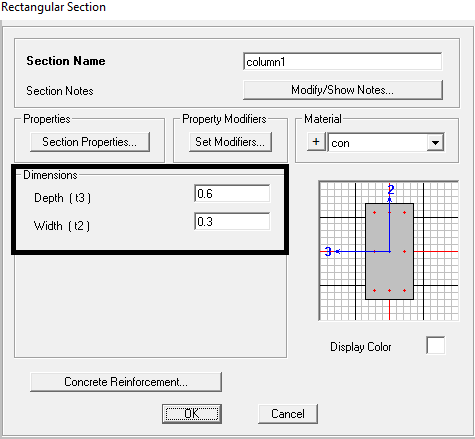 Rectangular Section
Section Name column1
Section Notes Modify/Show Notes...
Properties Property Modifiers Material
Section Properties... Set Modifiers... + con
Dimensions
Depth ( t3 ) 0.6
Width ( t2 ) 0.3
2
3
Display Color
Concrete Reinforcement...
OK Cancel